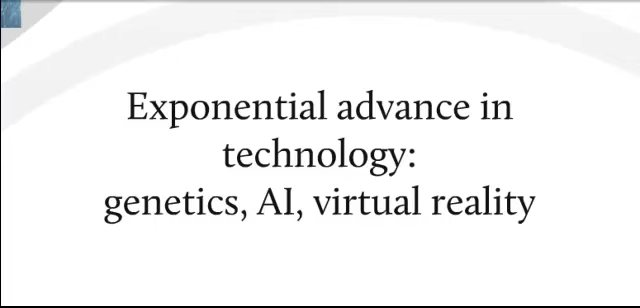 Exponential advance in
technology:
genetics, AI, virtual reality